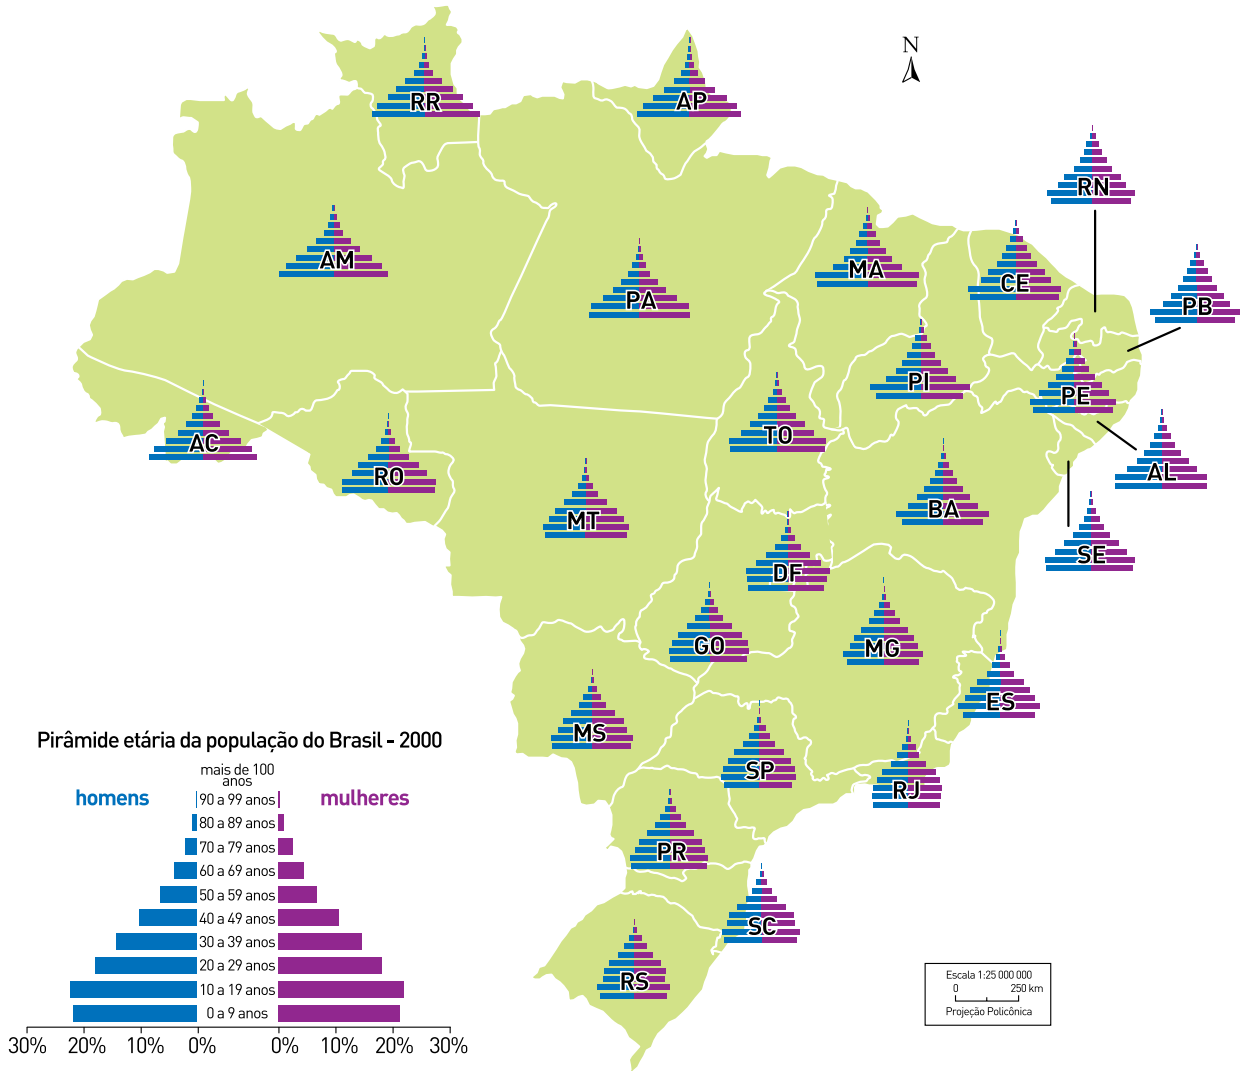 N
RR
AP
RN
AM
PA
MA
CE
PB
PI
PE
AC
RO
TO
AL
MT
BA
DF
SE
GO
MG
ES
MS
SP
RJ
PR
SC
RS
Pirâmide etária da população do Brasil - 2000
mais de 100
anos
homens
mulheres
90 a 99 anos
80 a 89 anos
70 a 79 anos
60 a 69 anos
50 a 59 anos
40 a 49 anos
30 a 39 anos
20 a 29 anos
10 a 19 anos
0 a 9 anos
30% 20% 10% 0% 0% 10% 20% 30%
Escala 1:25 000 000
0 250 km
Projeção Policônica